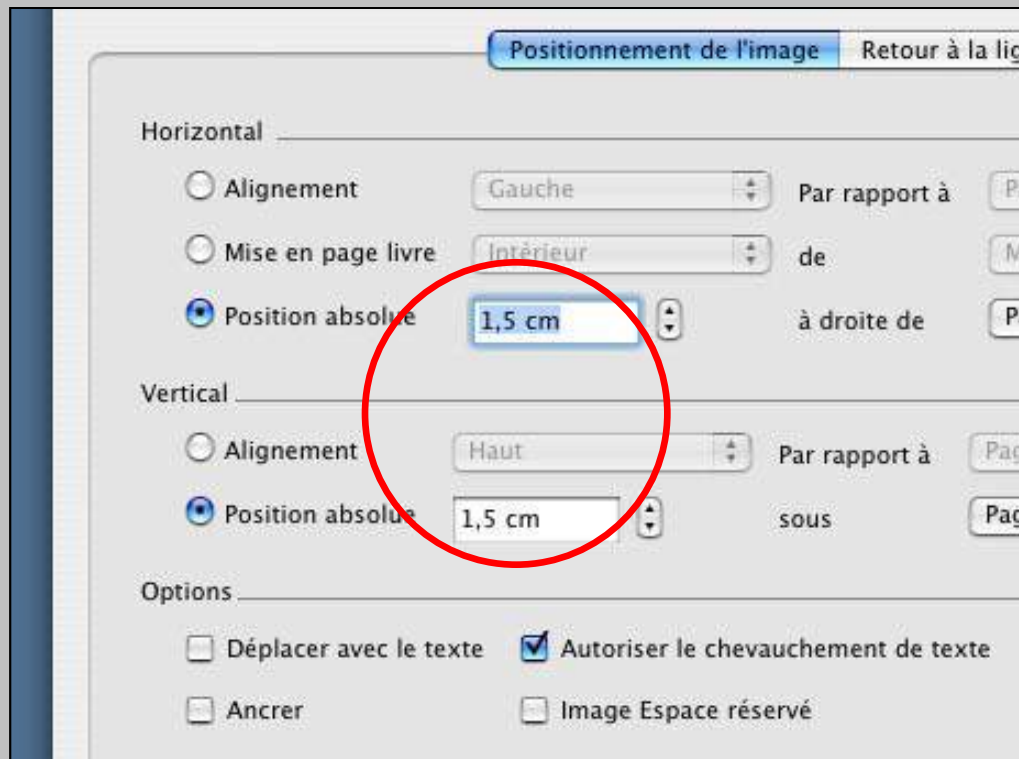 Positionnement de l'image Retour à la lig
Horizontal
Alignement Gauche Par rapport à P
Mise en page livre Intérieur de M
Position absolue 1,5 cm à droite de P
Vertical
Alignement Haut Par rapport à Pag
Position absolue 1,5 cm sous Pag
Options
Déplacer avec le texte Autoriser le chevauchement de texte
Ancrer Image Espace réservé